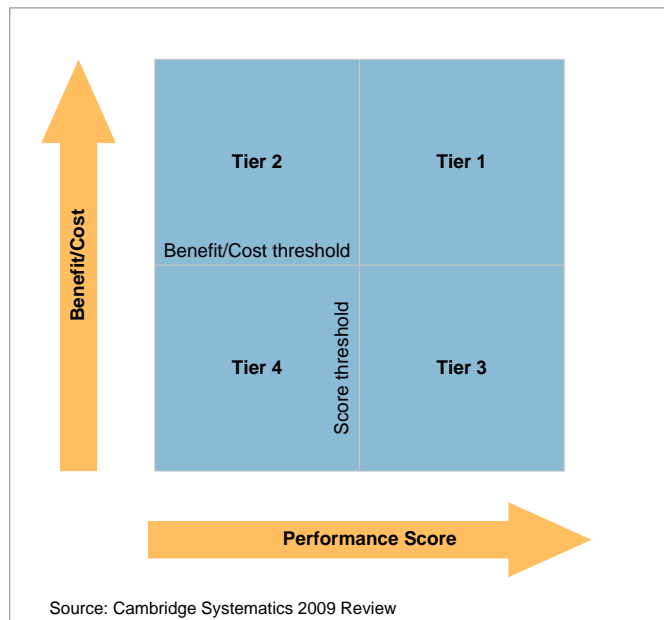 Tier 2
Tier 1
Benefit/Cost
Benefit/Cost threshold
Tier 4
Score threshold
Tier 3
Performance Score
Source: Cambridge Systematics 2009 Review